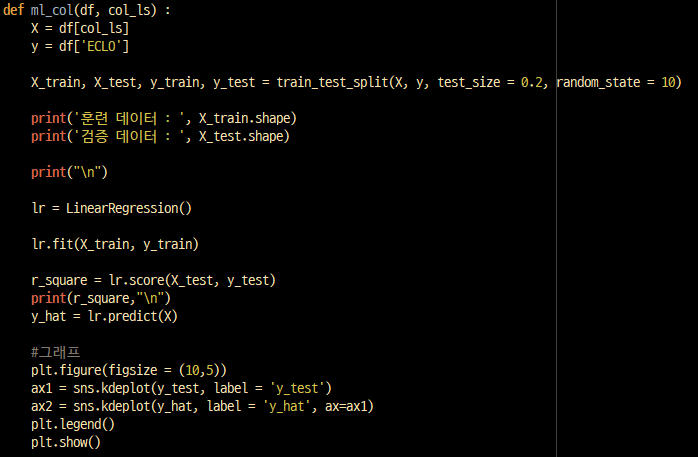 def ml_col(df, col_ls) :
X = df[col_ls]
y = df['ECLO']
X_train, X_test, y_train, y_test = train_test_split(X, y, test_size = 0.2, random_state = 10)
print('훈련 데이터 : ', X_train.shape)
print('검증 데이터 : ', X_test.shape)
print("\n")
lr = LinearRegression()
lr.fit(X_train, y_train)
r_square = lr.score(X_test, y_test)
print(r_square,"\n")
y_hat = lr.predict(X)
#그래프
plt.figure(figsize = (10,5))
ax1 = sns.kdeplot(y_test, label = 'y_test')
ax2 = sns.kdeplot(y_hat, label = 'y_hat', ax=ax1)
plt.legend()
plt.show()